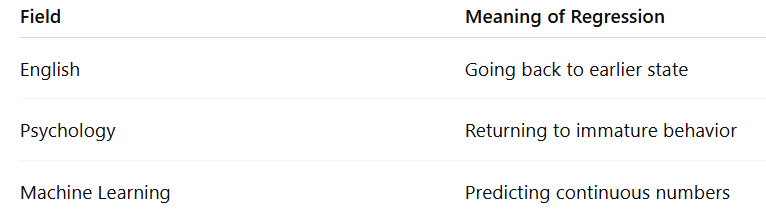 Field Meaning of Regression
English Going back to earlier state
Psychology Returning to immature behavior
Machine Learning Predicting continuous numbers